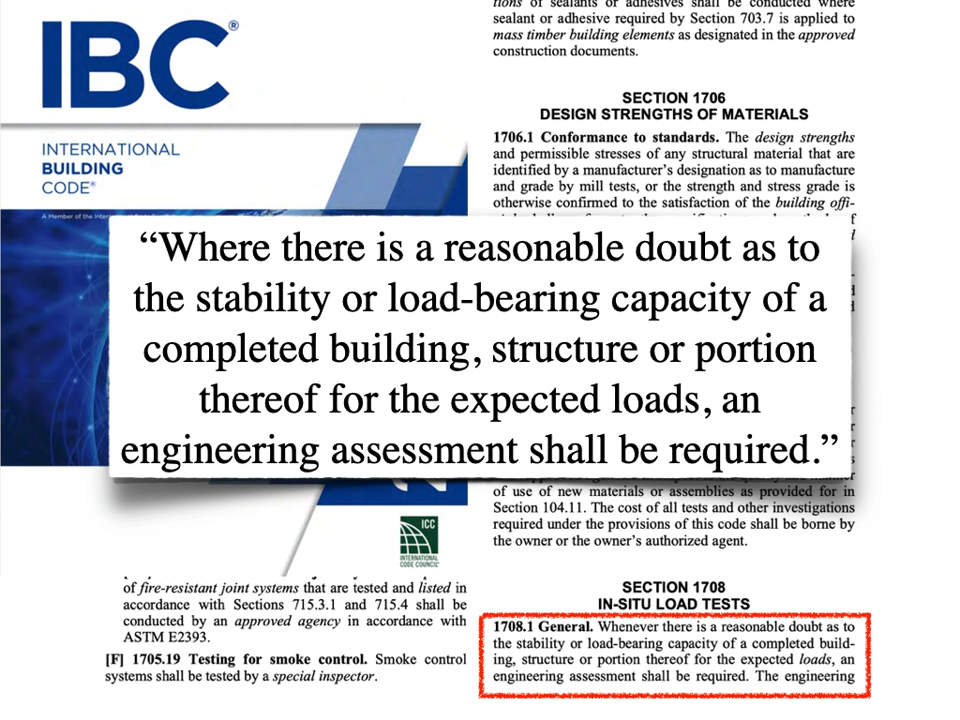 IBC®
INTERNATIONAL
BUILDING
CODE®
A Member of the
tions of sealants or adhesives shall be conducted where
sealant or adhesive required by Section 703.7 is applied to
mass timber building elements as designated in the approved
construction documents.
SECTION 1706
DESIGN STRENGTHS OF MATERIALS
1706.1 Conformance to standards. The design strengths
and permissible stresses of any structural material that are
identified by a manufacturer’s designation as to manufacture
and grade by mill tests, or the strength and stress grade is
otherwise confirmed to the satisfaction of the building offi-
“Where there is a reasonable doubt as to
the stability or load-bearing capacity of a
completed building, structure or portion
thereof for the expected loads, an
engineering assessment shall be required.”
of use of new materials or assemblies as provided for in
Section 104.11. The cost of all tests and other investigations
required under the provisions of this code shall be borne by
the owner or the owner’s authorized agent.
ICC
INTERNATIONAL
CODE COUNCIL
of fire-resistant joint systems that are tested and listed in
accordance with Sections 715.3.1 and 715.4 shall be
conducted by an approved agency in accordance with
ASTM E2393.
[F] 1705.19 Testing for smoke control. Smoke control
systems shall be tested by a special inspector.
SECTION 1708
IN-SITU LOAD TESTS
1708.1 General. Whenever there is a reasonable doubt as to
the stability or load-bearing capacity of a completed build-
ing, structure or portion thereof for the expected loads, an
engineering assessment shall be required. The engineering